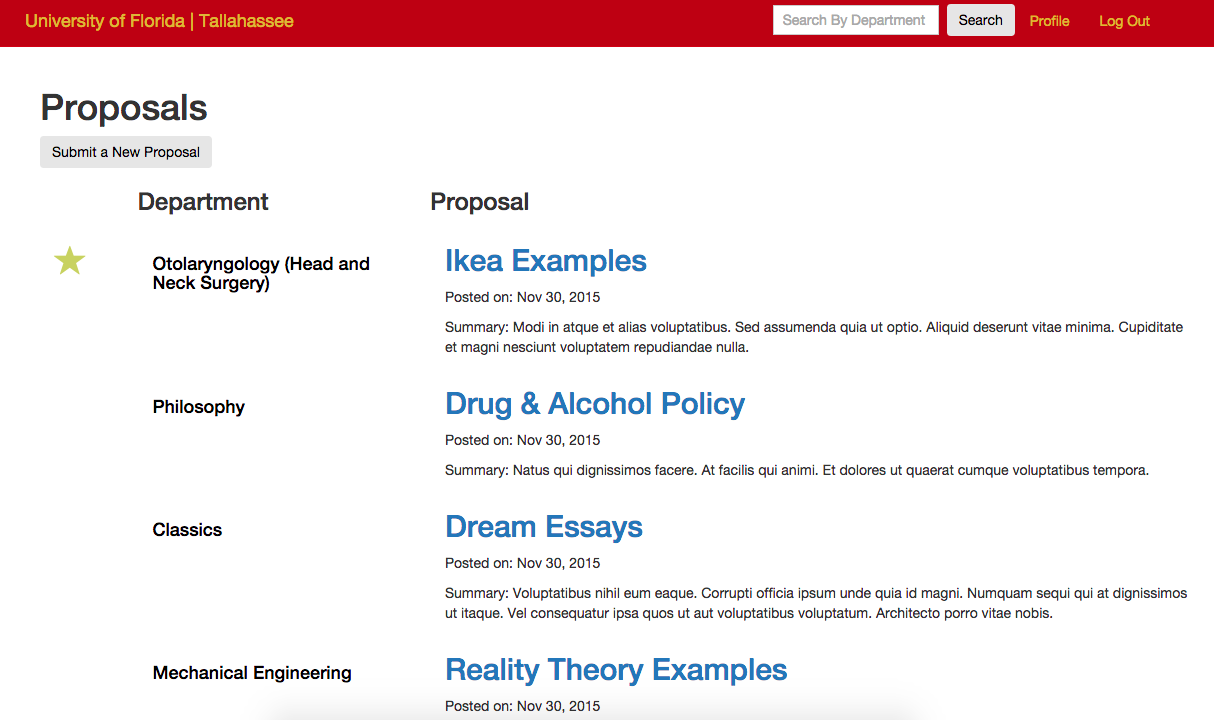 University of Florida | Tallahassee
Search By Department
Search
Profile
Log Out
Proposals
Submit a New Proposal
Department
Proposal
Otolaryngology (Head and
Neck Surgery)
Ikea Examples
Posted on: Nov 30, 2015
Summary: Modi in atque et alias voluptatibus. Sed assumenda quia ut optio. Aliquid deserunt vitae minima. Cupiditate
et magni nesciunt voluptatem repudiandae nulla.
Philosophy
Drug & Alcohol Policy
Posted on: Nov 30, 2015
Summary: Natus qui dignissimos facere. At facilis qui animi. Et dolores ut quaerat cumque voluptatibus tempora.
Classics
Dream Essays
Posted on: Nov 30, 2015
Summary: Voluptatibus nihil eum eaque. Corrupti officia ipsum unde quia id magni. Numquam sequi qui at dignissimos
ut itaque. Vel consequatur ipsa quos ut aut voluptatibus voluptatum. Architecto porro vitae nobis.
Mechanical Engineering
Reality Theory Examples
Posted on: Nov 30, 2015